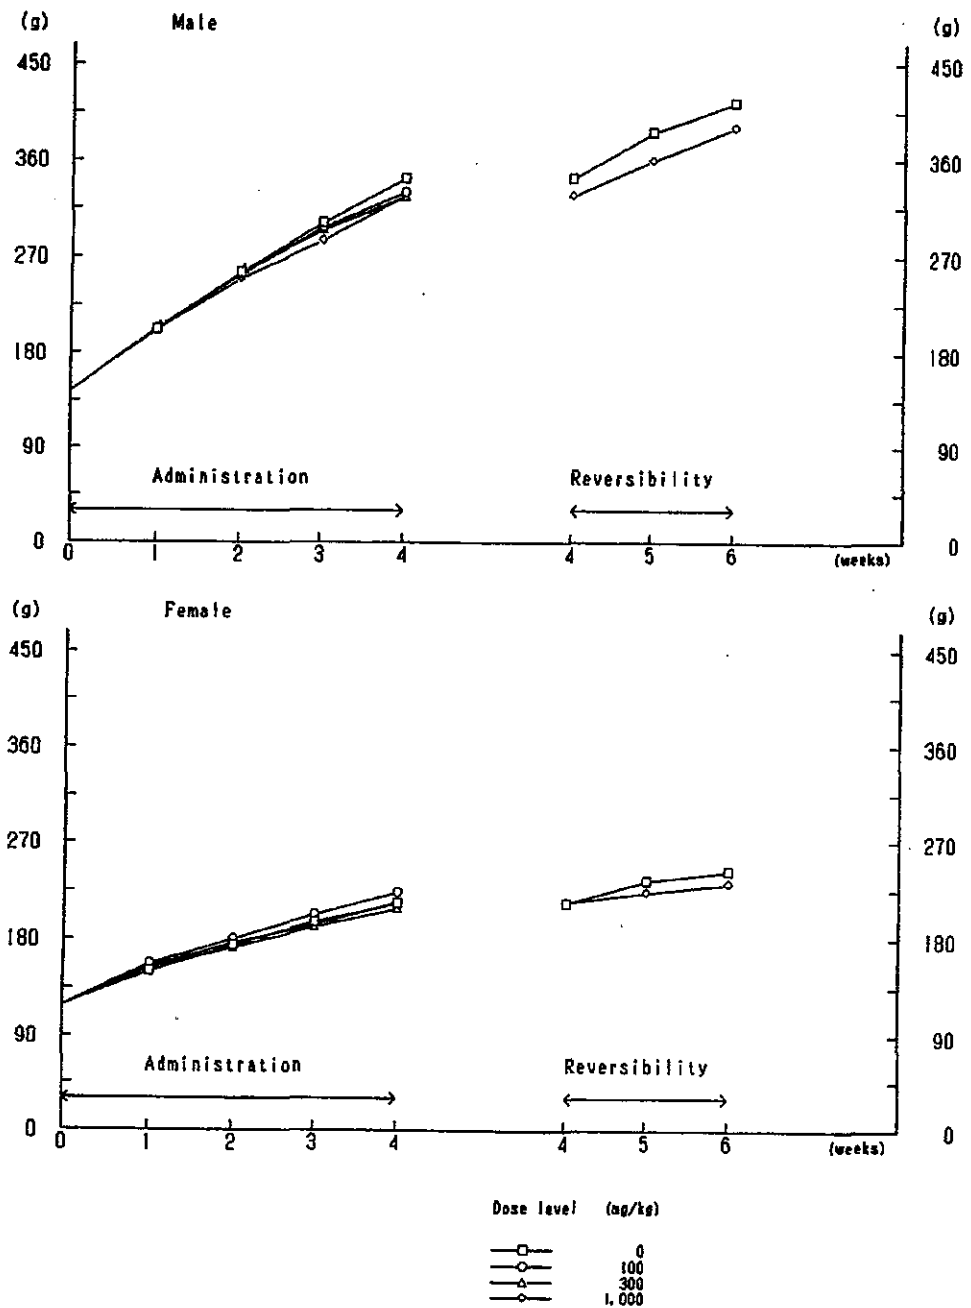 (g) Male (g)
450 450
360 360
270 270
180 180
90 90
Administration Reversibility
0 0
0 1 2 3 4 4 5 6 (weeks)
(g) Female (g)
450 450
360 360
270 270
180 180
90 90
Administration Reversibility
0 0
0 1 2 3 4 4 5 6 (weeks)
Dose level (mg/kg)
0
100
300
1,000